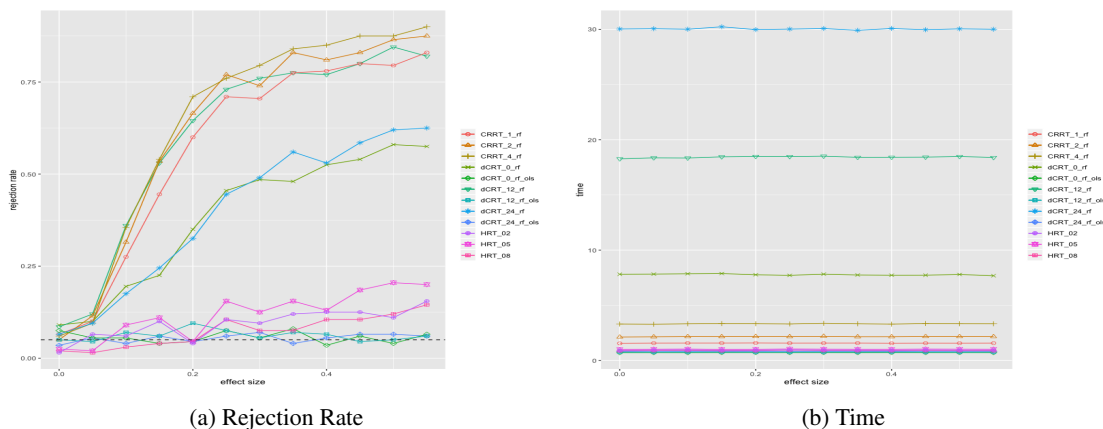 0.75
0.50
0.25
0.00
rejection rate
0.0
0.2
0.4
effect size
CRRT_1_rf
CRRT_2_rf
CRRT_4_rf
dCRT_0_rf
dCRT_0_rf_ols
dCRT_12_rf
dCRT_12_rf_ols
dCRT_24_rf
dCRT_24_rf_ols
HRT_02
HRT_05
HRT_08
(a) Rejection Rate
30
20
10
0
time
0.0
0.2
0.4
effect size
CRRT_1_rf
CRRT_2_rf
CRRT_4_rf
dCRT_0_rf
dCRT_0_rf_ols
dCRT_12_rf
dCRT_12_rf_ols
dCRT_24_rf
dCRT_24_rf_ols
HRT_02
HRT_05
HRT_08
(b) Time